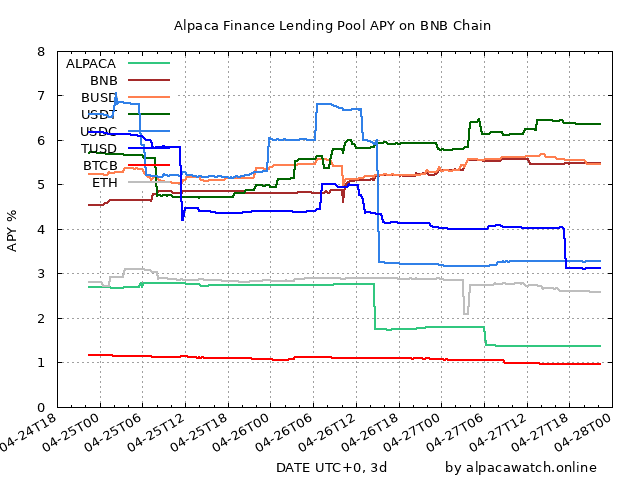 Alpaca Finance Lending Pool APY on BNB Chain
8
7
6
5
4
3
2
1
0
APY %
ALPACA
BNB
BUSD
USDT
USDC
TUSD
BTCB
ETH
04-24T18
04-25T00
04-25T06
04-25T12
04-25T18
04-26T00
04-26T06
04-26T12
04-26T18
04-27T00
04-27T06
04-27T12
04-27T18
04-28T00
DATE UTC+0, 3d
by alpacawatch.online